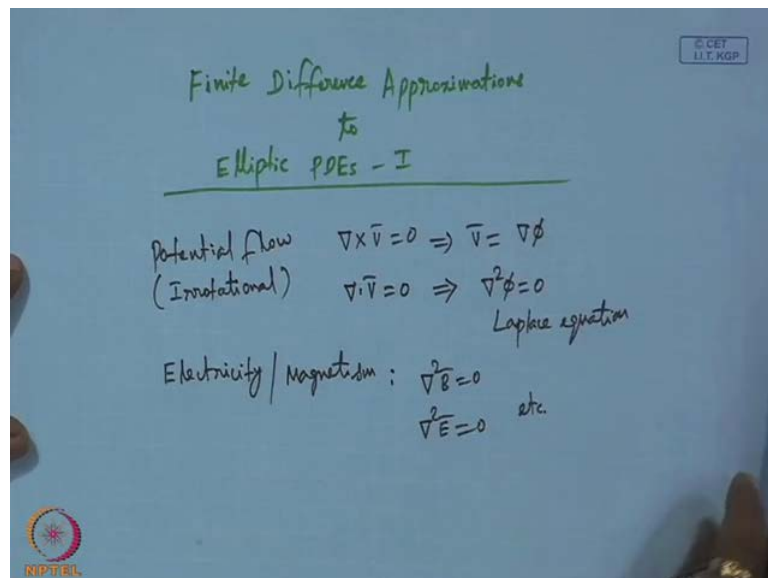 © CET
I.I.T. KGP
Finite Difference Approximations
to
Elliptic PDEs - I
Potential flow ∇×V̄=0 ⇒ V̄= ∇ϕ
(Irrotational) ∇·V̄=0 ⇒ ∇²ϕ=0
Laplace equation
Electricity / Magnetism : ∇²B̄=0
∇²Ē=0 etc.
NPTEL